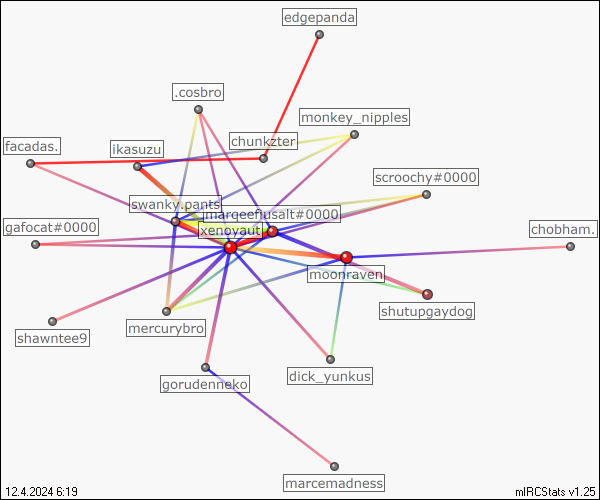 edgepanda
.cosbro
monkey_nipples
chunkzter
facadas.
ikasuzu
scroochy#0000
swanky.pants
marqeefjusalt#0000
gafocat#0000
xenoyaut
chobham.
moonraven
shutupgaydog
mercurybro
shawntee9
gorudenneko
dick_yunkus
marcemadness
12.4.2024 6:19
mIRCStats v1.25